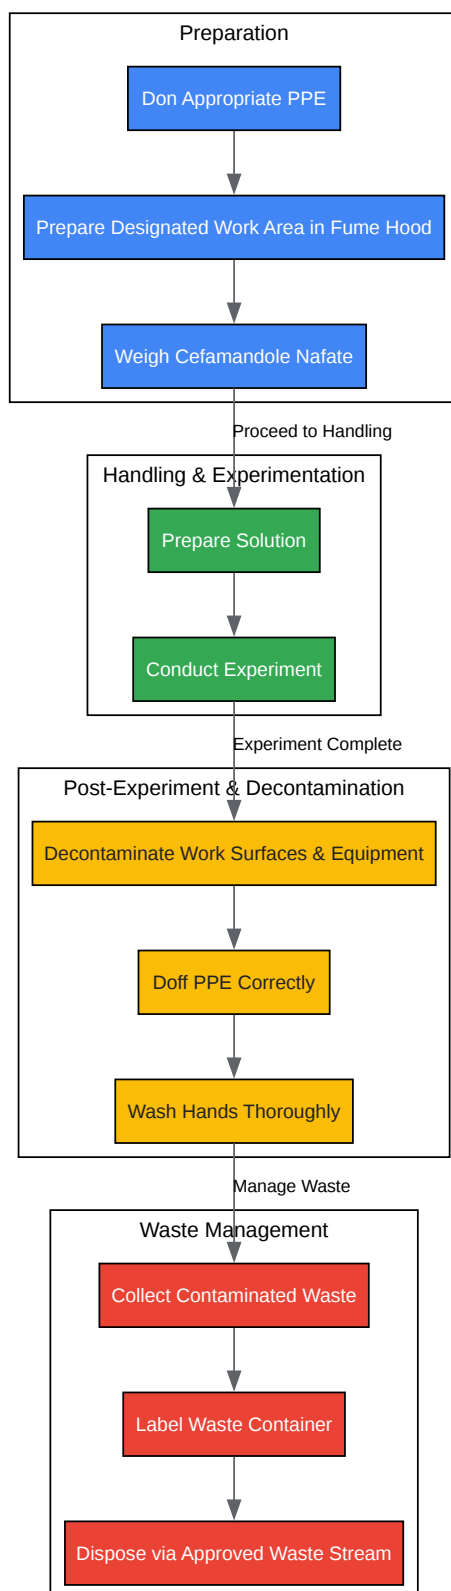 Preparation
Don Appropriate PPE
Prepare Designated Work Area in Fume Hood
Weigh Cefamandole Nafate
Proceed to Handling
Handling & Experimentation
Prepare Solution
Conduct Experiment
Experiment Complete
Post-Experiment & Decontamination
Decontaminate Work Surfaces & Equipment
Doff PPE Correctly
Wash Hands Thoroughly
Manage Waste
Waste Management
Collect Contaminated Waste
Label Waste Container
Dispose via Approved Waste Stream